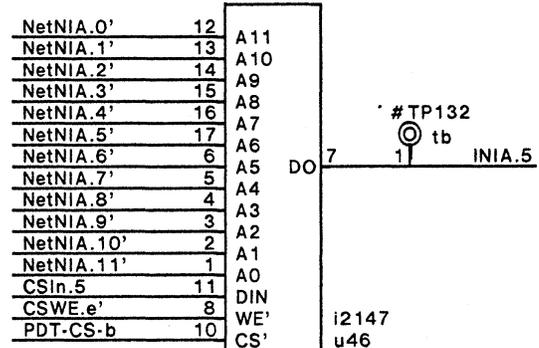 NetNIA.0' 12 A11
NetNIA.1' 13 A10
NetNIA.2' 14 A9
NetNIA.3' 15 A8
NetNIA.4' 16 A7
NetNIA.5' 17 A6
NetNIA.6' 6 A5
NetNIA.7' 5 A4
NetNIA.8' 4 A3
NetNIA.9' 3 A2
NetNIA.10' 2 A1
NetNIA.11' 1 A0
CSIn.5 11 DIN
CSWE.e' 8 WE'
PDT-CS-b 10 CS'
#TP132
tb
DO 7 1 INIA.5
i2147
u46